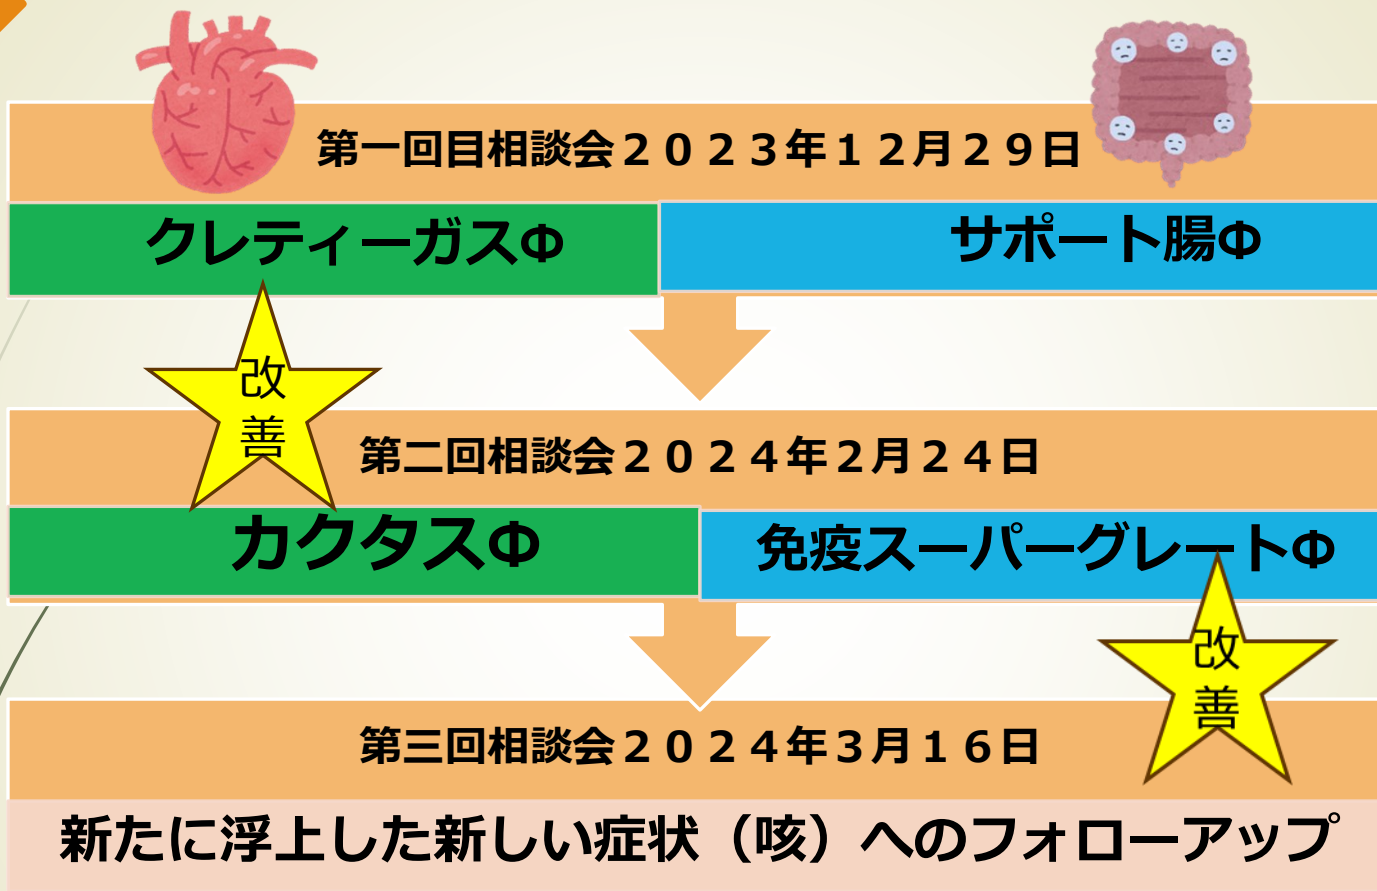 第一回目相談会２０２３年１２月２９日
クレティーガスΦ
サポート腸Φ
改
善
第二回相談会２０２４年２月２４日
カクタスΦ
免疫スーパーグレートΦ
改
善
第三回相談会２０２４年３月１６日
新たに浮上した新しい症状（咳）へのフォローアップ